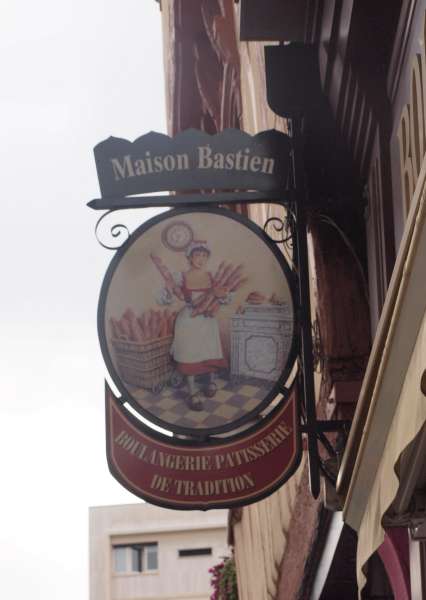 Maison Bastien
BOULANGERIE PATISSERIE
DE TRADITION